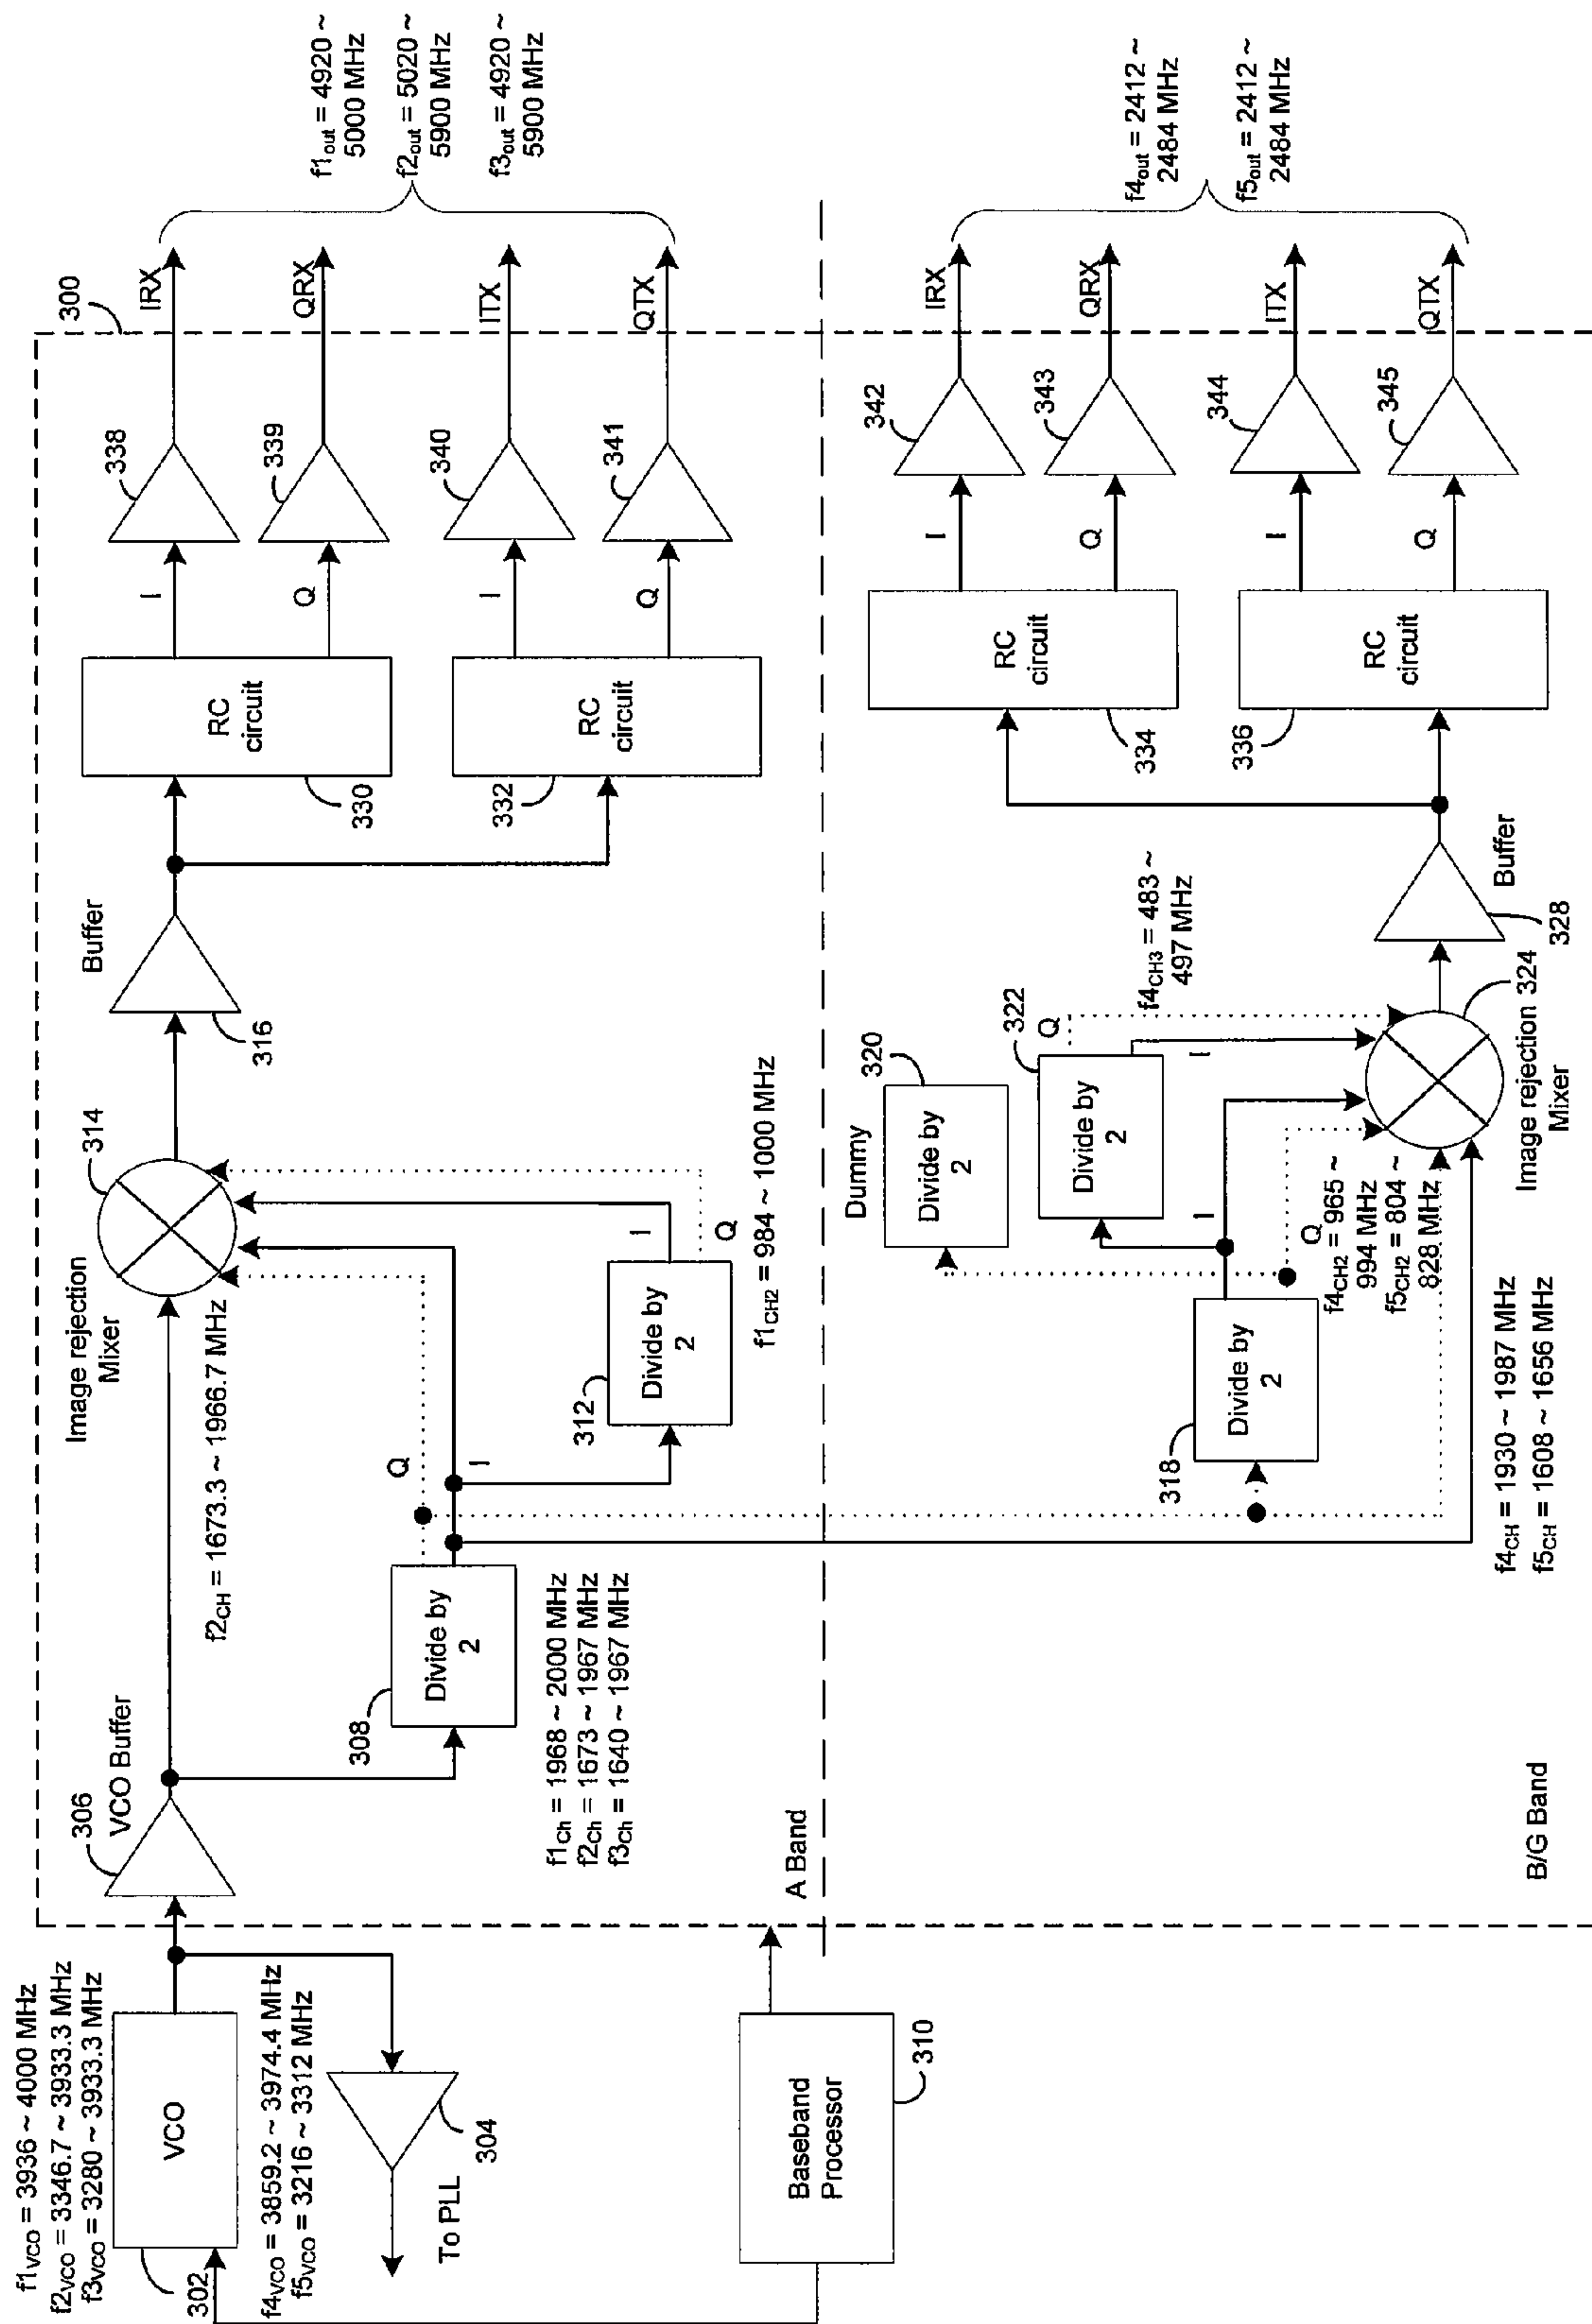 f1VCO = 3936 ~ 4000 MHz
f2VCO = 3346.7 ~ 3933.3 MHz
f3VCO = 3280 ~ 3933.3 MHz
VCO
302
f4VCO = 3859.2 ~ 3974.4 MHz
f5VCO = 3216 ~ 3312 MHz
304
To PLL
Baseband
Processor
310
306
VCO Buffer
A Band
B/G Band
308
Divide by
2
f1Ch = 1968 ~ 2000 MHz
f2Ch = 1673 ~ 1967 MHz
f3Ch = 1640 ~ 1967 MHz
f2CH = 1673.3 ~ 1966.7 MHz
Image rejection
Mixer
314
Q
I
312
Divide by
2
I
Q
f1CH2 = 984 ~ 1000 MHz
Buffer
316
RC
circuit
330
RC
circuit
332
I
Q
I
Q
338
339
340
341
300
IRX
QRX
ITX
QTX
f1out = 4920 ~
5000 MHz
f2out = 5020 ~
5900 MHz
f3out = 4920 ~
5900 MHz
318
Divide by
2
f4CH = 1930 ~ 1987 MHz
f5CH = 1608 ~ 1656 MHz
I
Q
f4CH2 = 965 ~
994 MHz
f5CH2 = 804 ~
828 MHz
Dummy
320
Divide by
2
322
Divide by
2
Q
I
f4CH3 = 483 ~
497 MHz
Image rejection
Mixer
324
Buffer
328
RC
circuit
334
RC
circuit
336
I
Q
I
Q
342
343
344
345
IRX
QRX
ITX
QTX
f4out = 2412 ~
2484 MHz
f5out = 2412 ~
2484 MHz